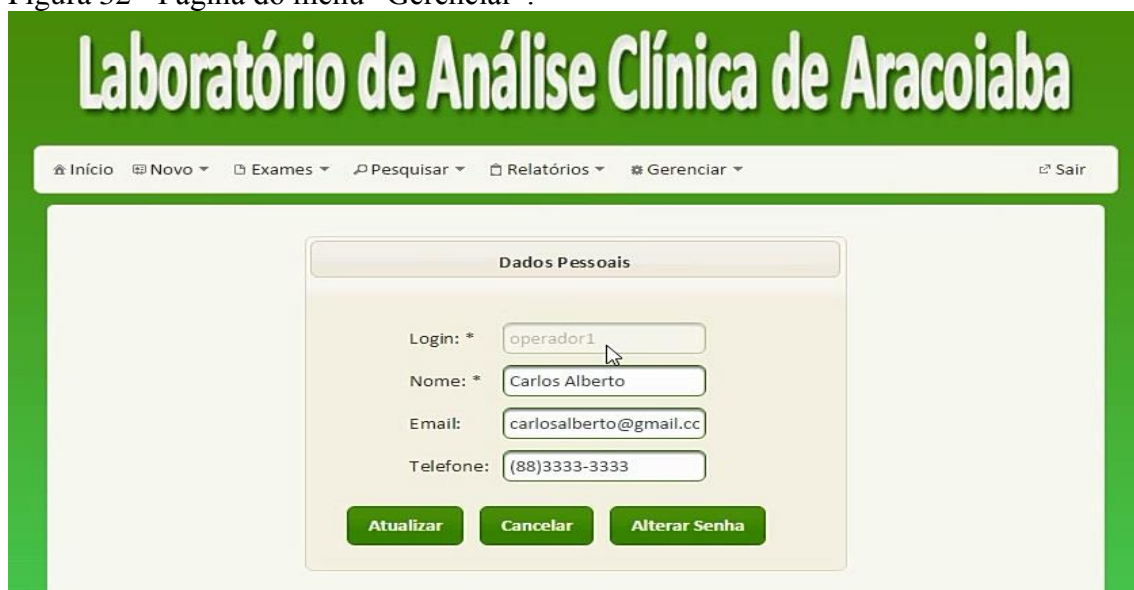 Figura 32 - Página do menu "Gerenciar".
Laboratório de Análise Clínica de Aracoiaba
Início Novo Exames Pesquisar Relatórios Gerenciar Sair
Dados Pessoais
Login: * operador1
Nome: * Carlos Alberto
Email: carlosalberto@gmail.cc
Telefone: (88)3333-3333
Atualizar Cancelar Alterar Senha